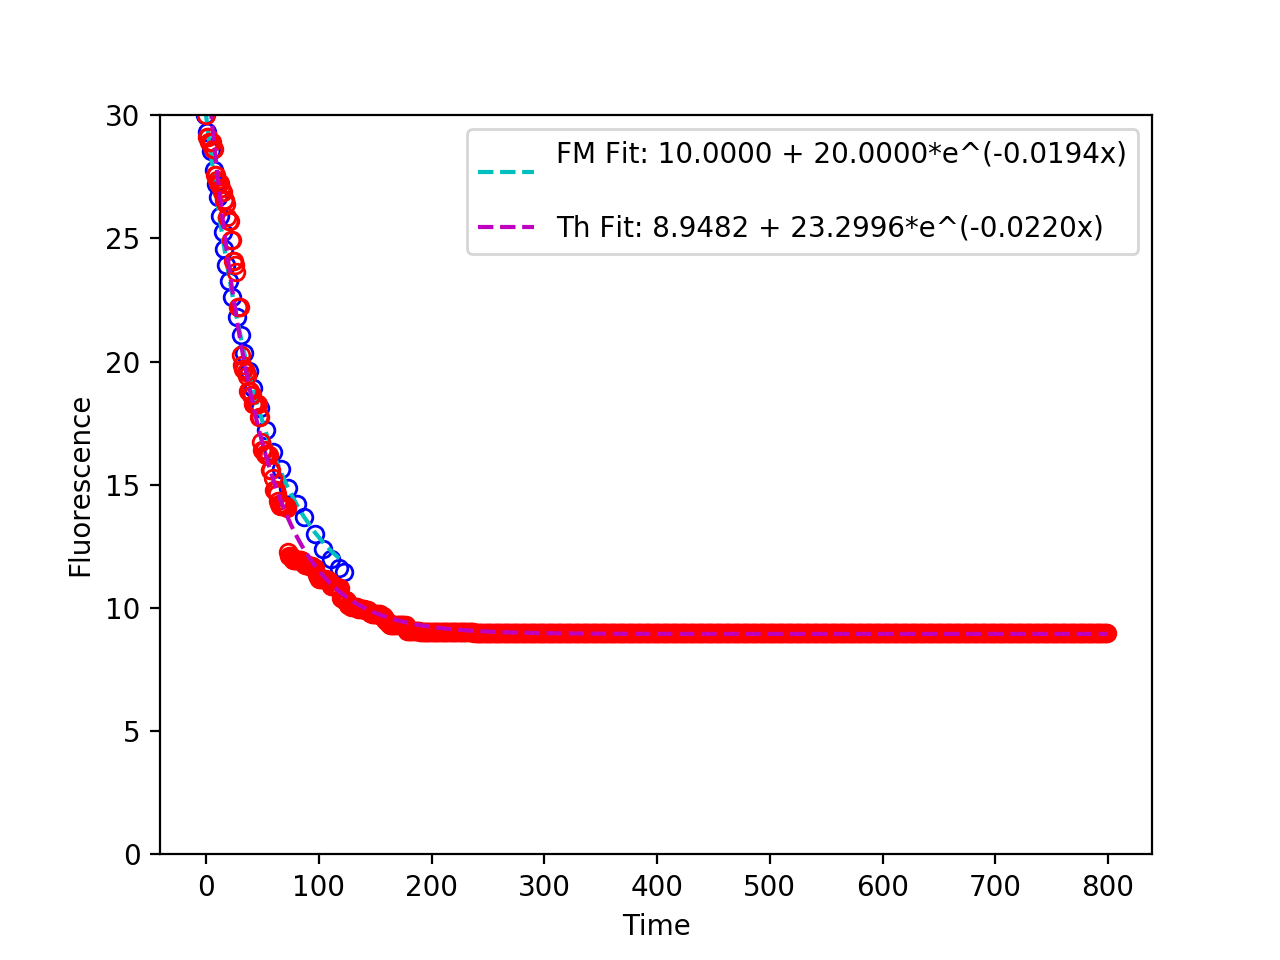 FM Fit: 10.0000 + 20.0000*e^(-0.0194x)
Th Fit: 8.9482 + 23.2996*e^(-0.0220x)
30
25
20
15
10
5
0
Fluorescence
0 100 200 300 400 500 600 700 800
Time